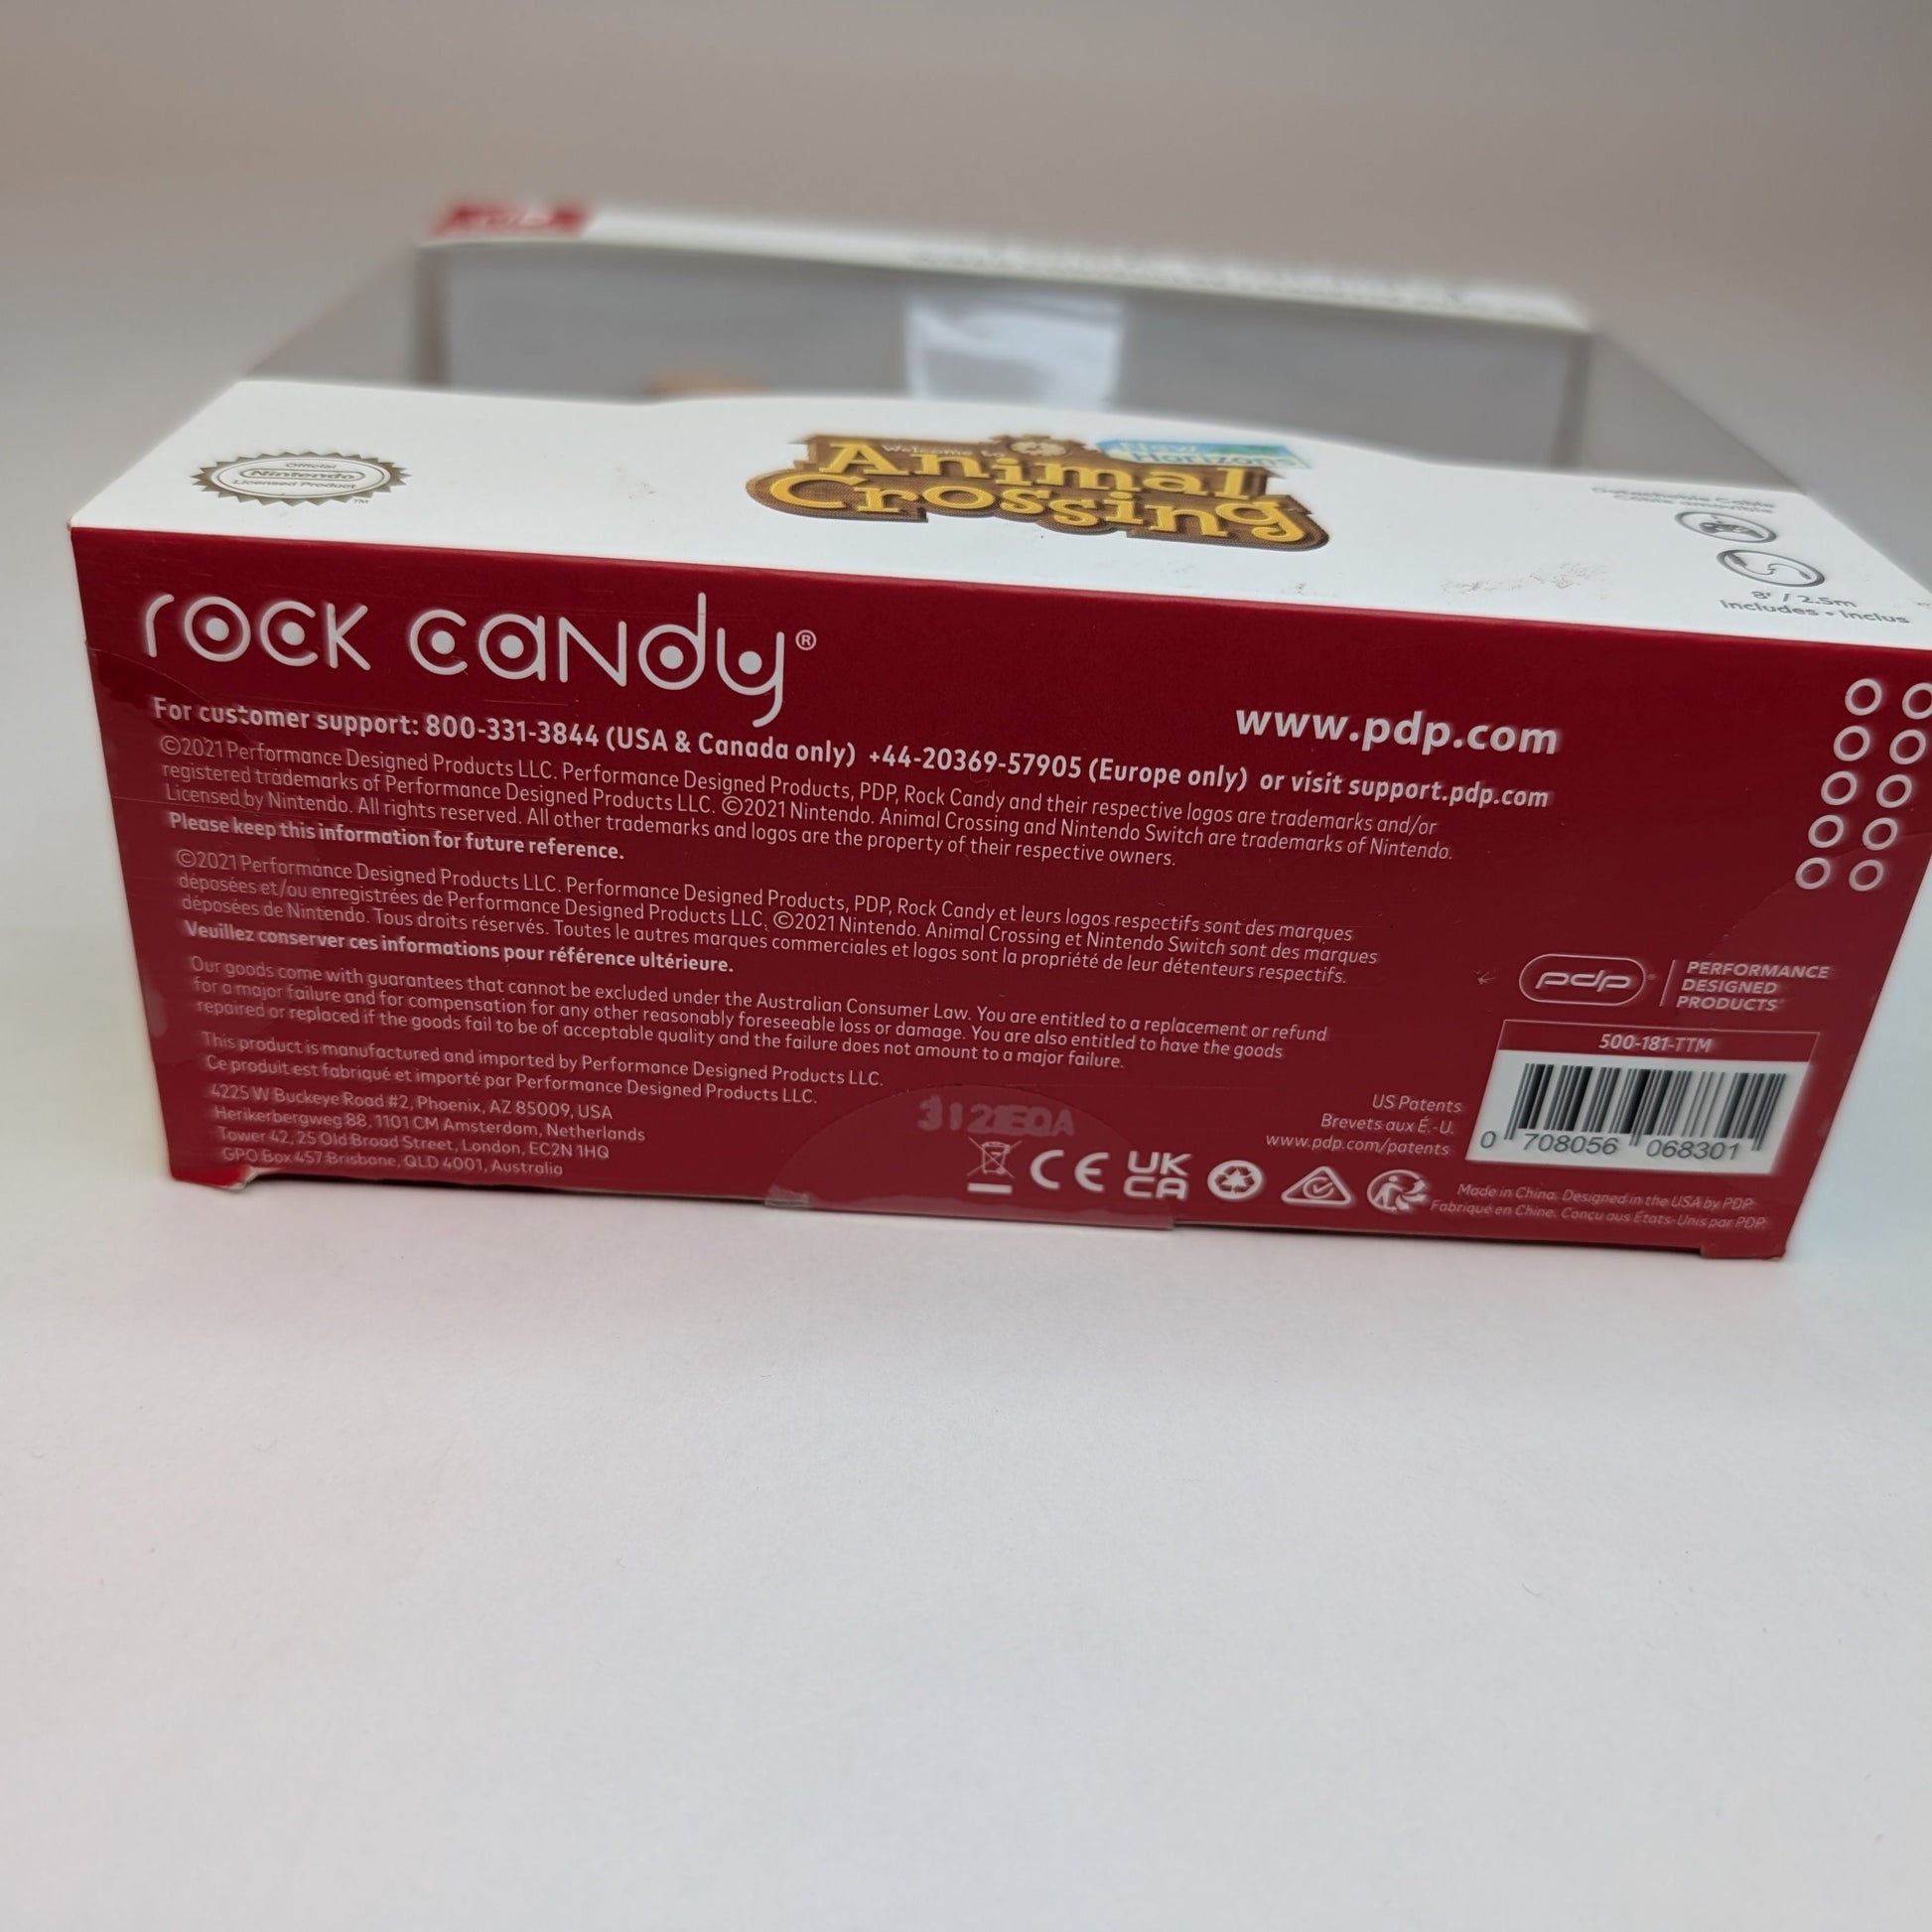 Official
Nintendo
Licensed Product
TM
Welcome to
Animal
Crossing
New
Horizons
Detachable Cable
Câble amovible
8' / 2.5m
Includes • Inclus
rock candy®
www.pdp.com
For customer support: 800-331-3844 (USA & Canada only) +44-20369-57905 (Europe only) or visit support.pdp.com
©2021 Performance Designed Products LLC. Performance Designed Products, PDP, Rock Candy and their respective logos are trademarks and/or
registered trademarks of Performance Designed Products LLC. ©2021 Nintendo. Animal Crossing and Nintendo Switch are trademarks of Nintendo.
Licensed by Nintendo. All rights reserved. All other trademarks and logos are the property of their respective owners.
Please keep this information for future reference.
©2021 Performance Designed Products LLC. Performance Designed Products, PDP, Rock Candy et leurs logos respectifs sont des marques
déposées et/ou enregistrées de Performance Designed Products LLC. ©2021 Nintendo. Animal Crossing et Nintendo Switch sont des marques
déposées de Nintendo. Tous droits réservés. Toutes le autres marques commerciales et logos sont la propriété de leur détenteurs respectifs.
Veuillez conserver ces informations pour référence ultérieure.
Our goods come with guarantees that cannot be excluded under the Australian Consumer Law. You are entitled to a replacement or refund
for a major failure and for compensation for any other reasonably foreseeable loss or damage. You are also entitled to have the goods
repaired or replaced if the goods fail to be of acceptable quality and the failure does not amount to a major failure.
This product is manufactured and imported by Performance Designed Products LLC.
Ce produit est fabriqué et importé par Performance Designed Products LLC.
4225 W Buckeye Road #2, Phoenix, AZ 85009, USA
Herikerbergweg 88, 1101 CM Amsterdam, Netherlands
Tower 42, 25 Old Broad Street, London, EC2N 1HQ
GPO Box 457 Brisbane, QLD 4001, Australia
CE
UK
CA
pdp
PERFORMANCE
DESIGNED
PRODUCTS
500-181-TTM
US Patents
Brevets aux É.-U.
www.pdp.com/patents
0 708056 068301
Made in China. Designed in the USA by PDP.
Fabriqué en Chine. Conçu aus États-Unis par PDP.